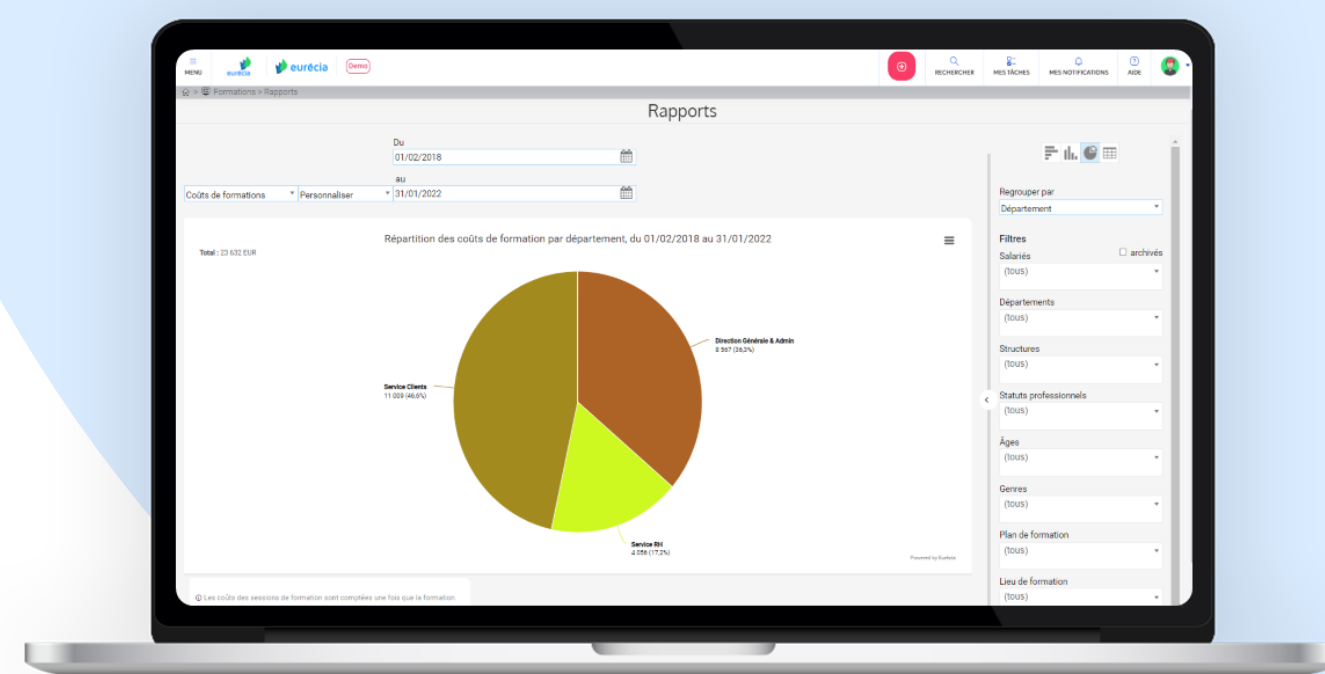 MENU
eurécia
eurécia
Demo
RECHERCHER
MES TÂCHES
MES NOTIFICATIONS
AIDE
> Formations > Rapports
Rapports
Du
01/02/2018
au
Coûts de formations
Personnaliser
31/01/2022
Regrouper par
Département
Répartition des coûts de formation par département, du 01/02/2018 au 31/01/2022
Total : 23 632 EUR
Direction Générale & Admin
8 567 (36,3%)
Service Clients
11 009 (46,6%)
Service RH
4 056 (17,2%)
Powered by Eurécia
Les coûts des sessions de formation sont comptées une fois que la formation
Filtres
Salariés
archivés
(tous)
Départements
(tous)
Structures
(tous)
Statuts professionnels
(tous)
Âges
(tous)
Genres
(tous)
Plan de formation
(tous)
Lieu de formation
(tous)